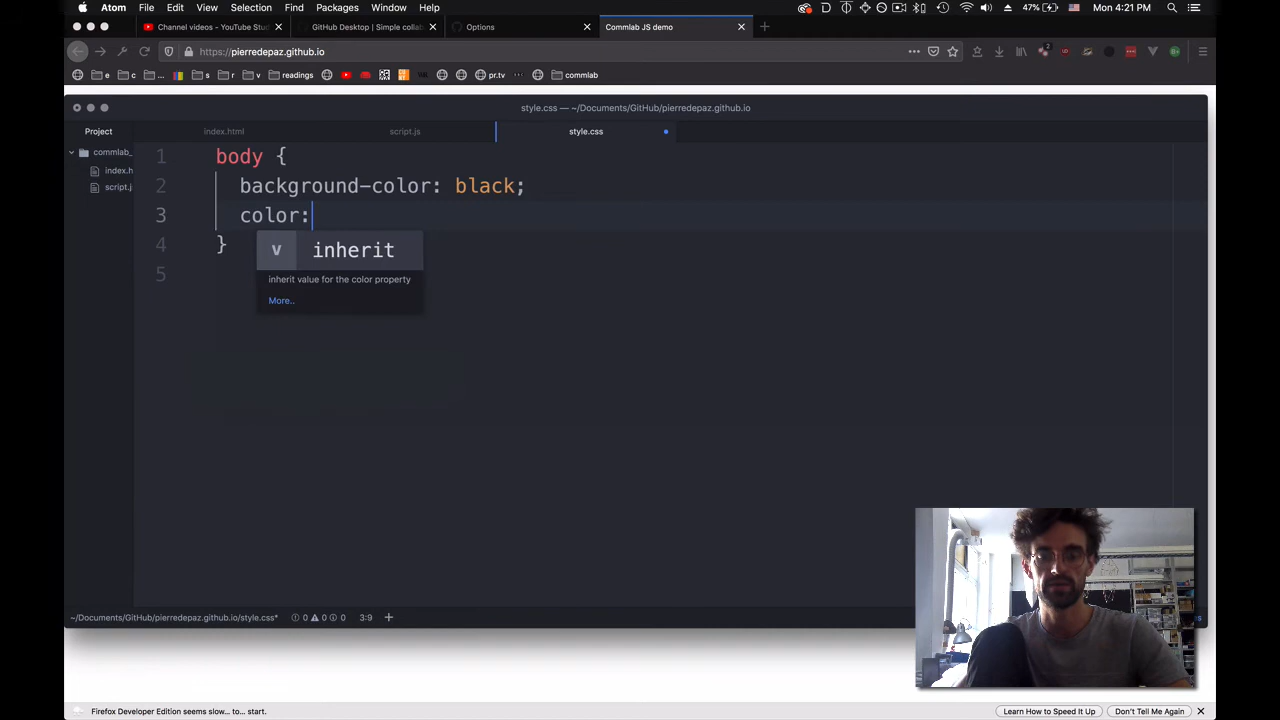 Atom File Edit View Selection Find Packages Window Help 47% Mon 4:21 PM
Channel videos - YouTube Stu GitHub Desktop | Simple collab Options Commlab JS demo
https://pierredepaz.github.io
e c ... s r v readings pr.tv commlab
style.css — ~/Documents/GitHub/pierredepaz.github.io
Project index.html script.js style.css
commlab_
index.h
script.j
1 body {
2 background-color: black;
3 color:
4 }
5
v inherit
inherit value for the color property
More..
~/Documents/GitHub/pierredepaz.github.io/style.css* 0 0 0 3:9
Firefox Developer Edition seems slow... to... start. Learn How to Speed It Up Don't Tell Me Again